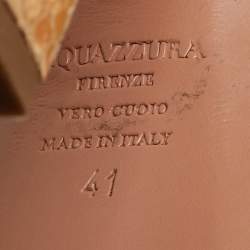 QUAZZURA
FIRENZE
VERO CUOIO
MADE IN ITALY
41